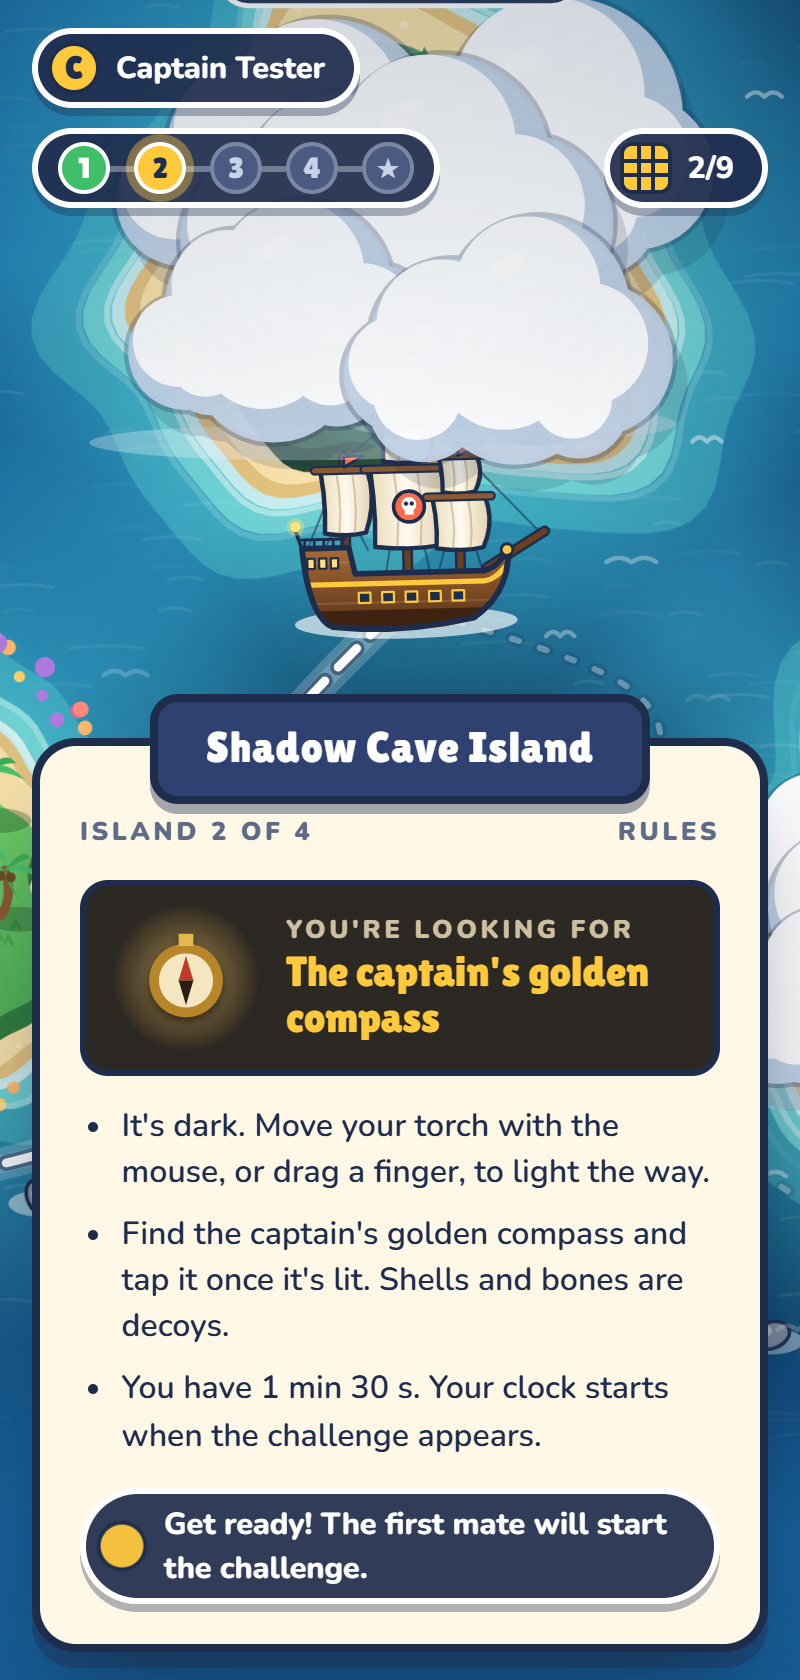 C Captain Tester
1 2 3 4 ★ 2/9
Shadow Cave Island
ISLAND 2 OF 4 RULES
YOU'RE LOOKING FOR
The captain's golden
compass
• It's dark. Move your torch with the
mouse, or drag a finger, to light the way.
• Find the captain's golden compass and
tap it once it's lit. Shells and bones are
decoys.
• You have 1 min 30 s. Your clock starts
when the challenge appears.
Get ready! The first mate will start
the challenge.